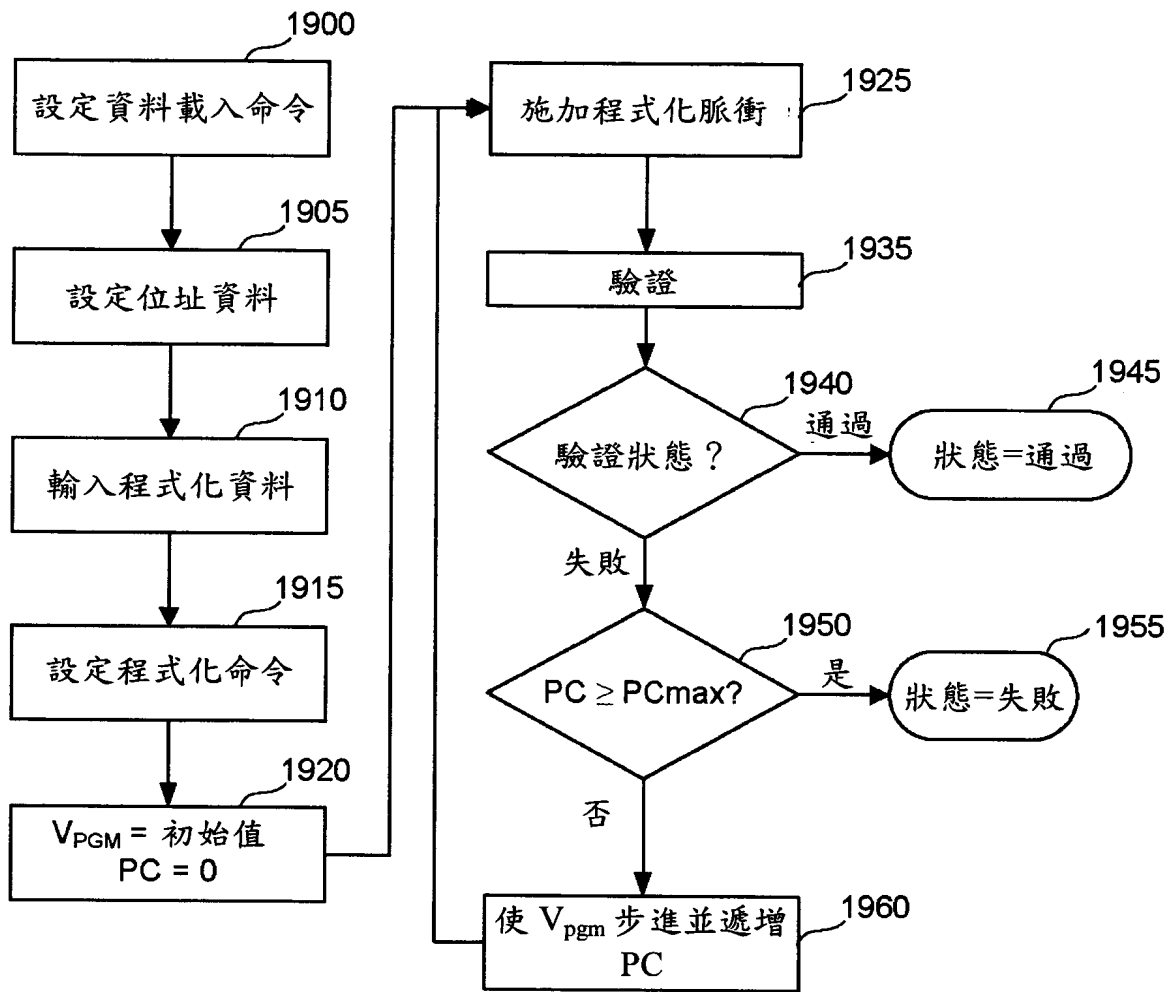 1900
設定資料載入命令
1905
設定位址資料
1910
輸入程式化資料
1915
設定程式化命令
1920
V_PGM = 初始值
PC = 0
1925
施加程式化脈衝
1935
驗證
1940
驗證狀態？
通過
1945
狀態=通過
失敗
1950
PC ≥ PCmax?
是
1955
狀態=失敗
否
1960
使 V_pgm 步進並遞增
PC